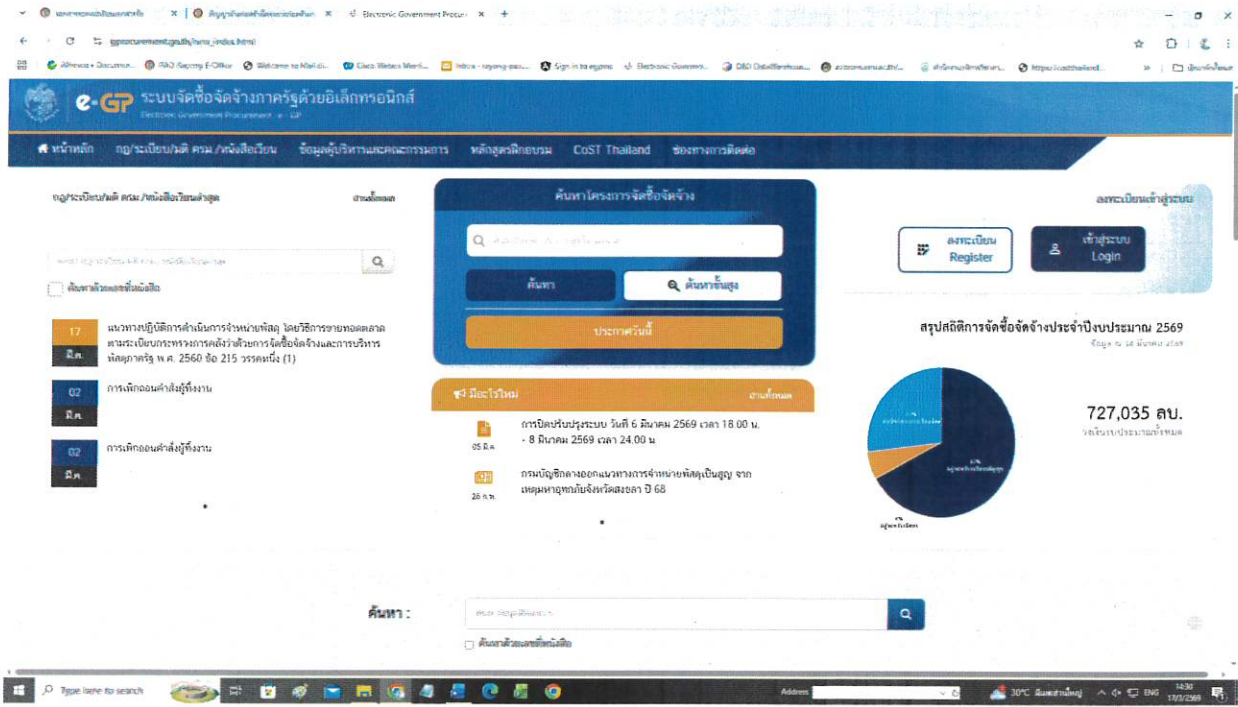 Electronic Government Procur
e-GP
ระบบจัดซื้อจัดจ้างภาครัฐด้วยอิเล็กทรอนิกส์
Electronic Government Procurement : e - GP
หน้าหลัก กฎ/ระเบียบ/มติ ครม./หนังสือเวียน ข้อมูลผู้บริหารและคณะกรรมการ หลักสูตรฝึกอบรม CoST Thailand ช่องทางการติดต่อ
กฎ/ระเบียบ/มติ ครม./หนังสือเวียนล่าสุด อ่านทั้งหมด
ค้นหาด้วยเลขที่หนังสือ
17 มี.ค.
แนวทางปฏิบัติการดำเนินการจำหน่ายพัสดุ โดยวิธีการขายทอดตลาด
ตามระเบียบกระทรวงการคลังว่าด้วยการจัดซื้อจัดจ้างและการบริหาร
พัสดุภาครัฐ พ.ศ. 2560 ข้อ 215 วรรคหนึ่ง (1)
02 มี.ค.
การเพิกถอนคำสั่งผู้ทิ้งงาน
02 มี.ค.
การเพิกถอนคำสั่งผู้ทิ้งงาน
ค้นหาโครงการจัดซื้อจัดจ้าง
ค้นหา ค้นหาขั้นสูง
ประกาศวันนี้
มีอะไรใหม่ อ่านทั้งหมด
05 มี.ค.
การปิดปรับปรุงระบบ วันที่ 6 มีนาคม 2569 เวลา 18.00 น.
- 8 มีนาคม 2569 เวลา 24.00 น
26 ก.พ.
กรมบัญชีกลางออกแนวทางการจำหน่ายพัสดุเป็นสูญ จาก
เหตุมหาอุทกภัยจังหวัดสงขลา ปี 68
ลงทะเบียนเข้าสู่ระบบ
ลงทะเบียน
Register
เข้าสู่ระบบ
Login
สรุปสถิติการจัดซื้อจัดจ้างประจำปีงบประมาณ 2569
727,035 ลบ.
วงเงินงบประมาณทั้งหมด
ค้นหา :
ค้นหาด้วยเลขที่หนังสือ
Type here to search
Address
30°C
ENG
14:30
17/3/2569